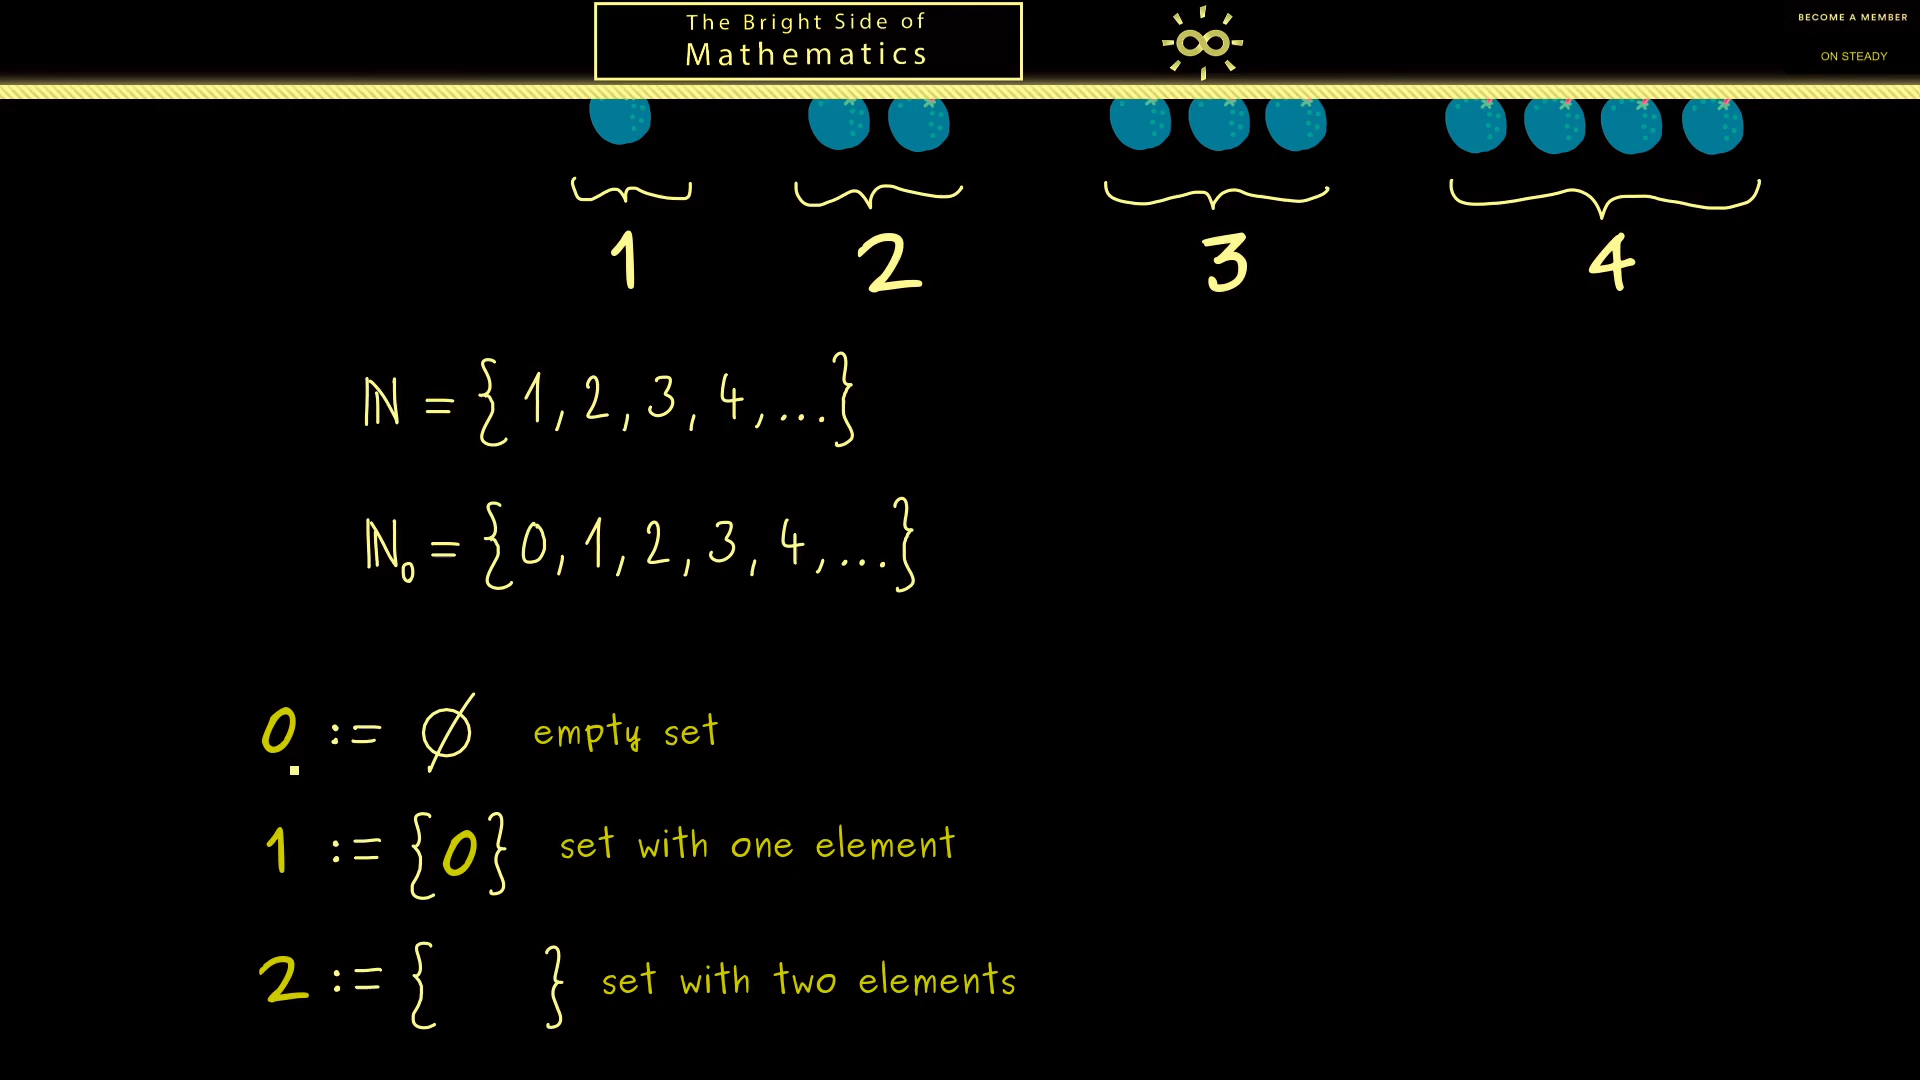 The Bright Side of
Mathematics
BECOME A MEMBER
ON STEADY
1 2 3 4
ℕ = {1, 2, 3, 4, ...}
ℕ₀ = {0, 1, 2, 3, 4, ...}
0 := ∅ empty set
1 := {0} set with one element
2 := { } set with two elements